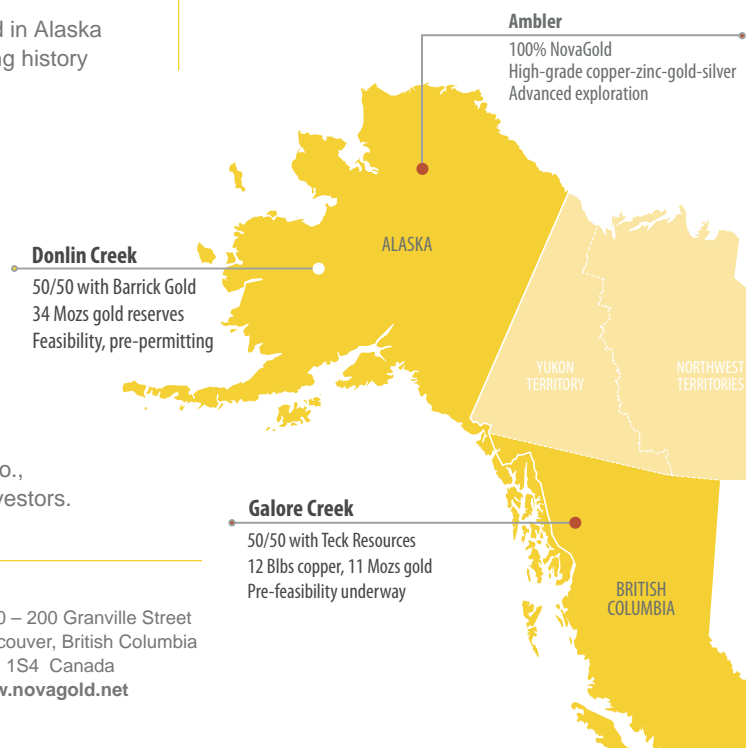 in Alaska
history
Ambler
100% NovaGold
High-grade copper-zinc-gold-silver
Advanced exploration
ALASKA
Donlin Creek
50/50 with Barrick Gold
34 Mozs gold reserves
Feasibility, pre-permitting
YUKON
TERRITORY
NORTHWEST
TERRITORIES
Galore Creek
50/50 with Teck Resources
12 Blbs copper, 11 Mozs gold
Pre-feasibility underway
BRITISH
COLUMBIA
o.,
vestors.
0 – 200 Granville Street
couver, British Columbia
1S4 Canada
w.novagold.net